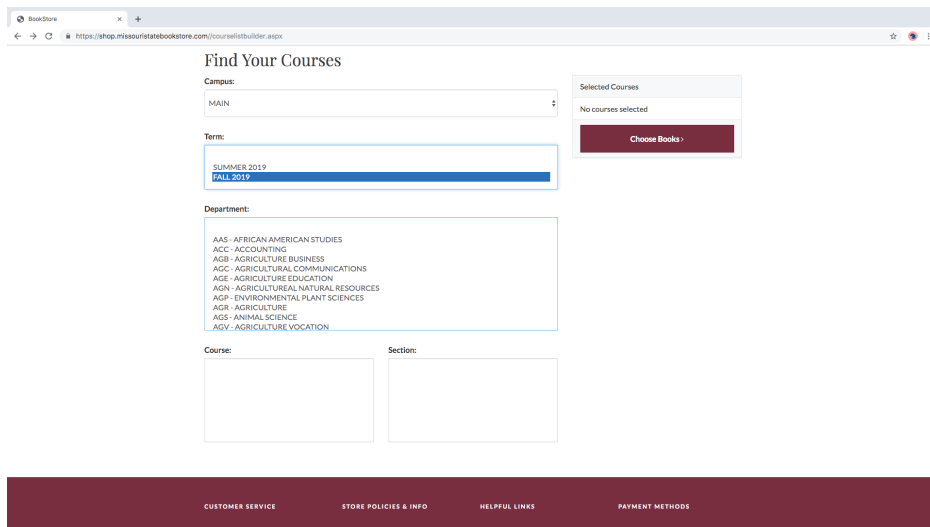 BookStore
https://shop.missouristatebookstore.com//courselistbuilder.aspx
Find Your Courses
Campus:
MAIN
Term:
SUMMER 2019
FALL 2019
Department:
AAS - AFRICAN AMERICAN STUDIES
ACC - ACCOUNTING
AGB - AGRICULTURE BUSINESS
AGC - AGRICULTURAL COMMUNICATIONS
AGE - AGRICULTURE EDUCATION
AGN - AGRICULTUREAL NATURAL RESOURCES
AGP - ENVIRONMENTAL PLANT SCIENCES
AGR - AGRICULTURE
AGS - ANIMAL SCIENCE
AGV - AGRICULTURE VOCATION
Course:
Section:
Selected Courses
No courses selected
Choose Books ›
CUSTOMER SERVICE
STORE POLICIES & INFO
HELPFUL LINKS
PAYMENT METHODS